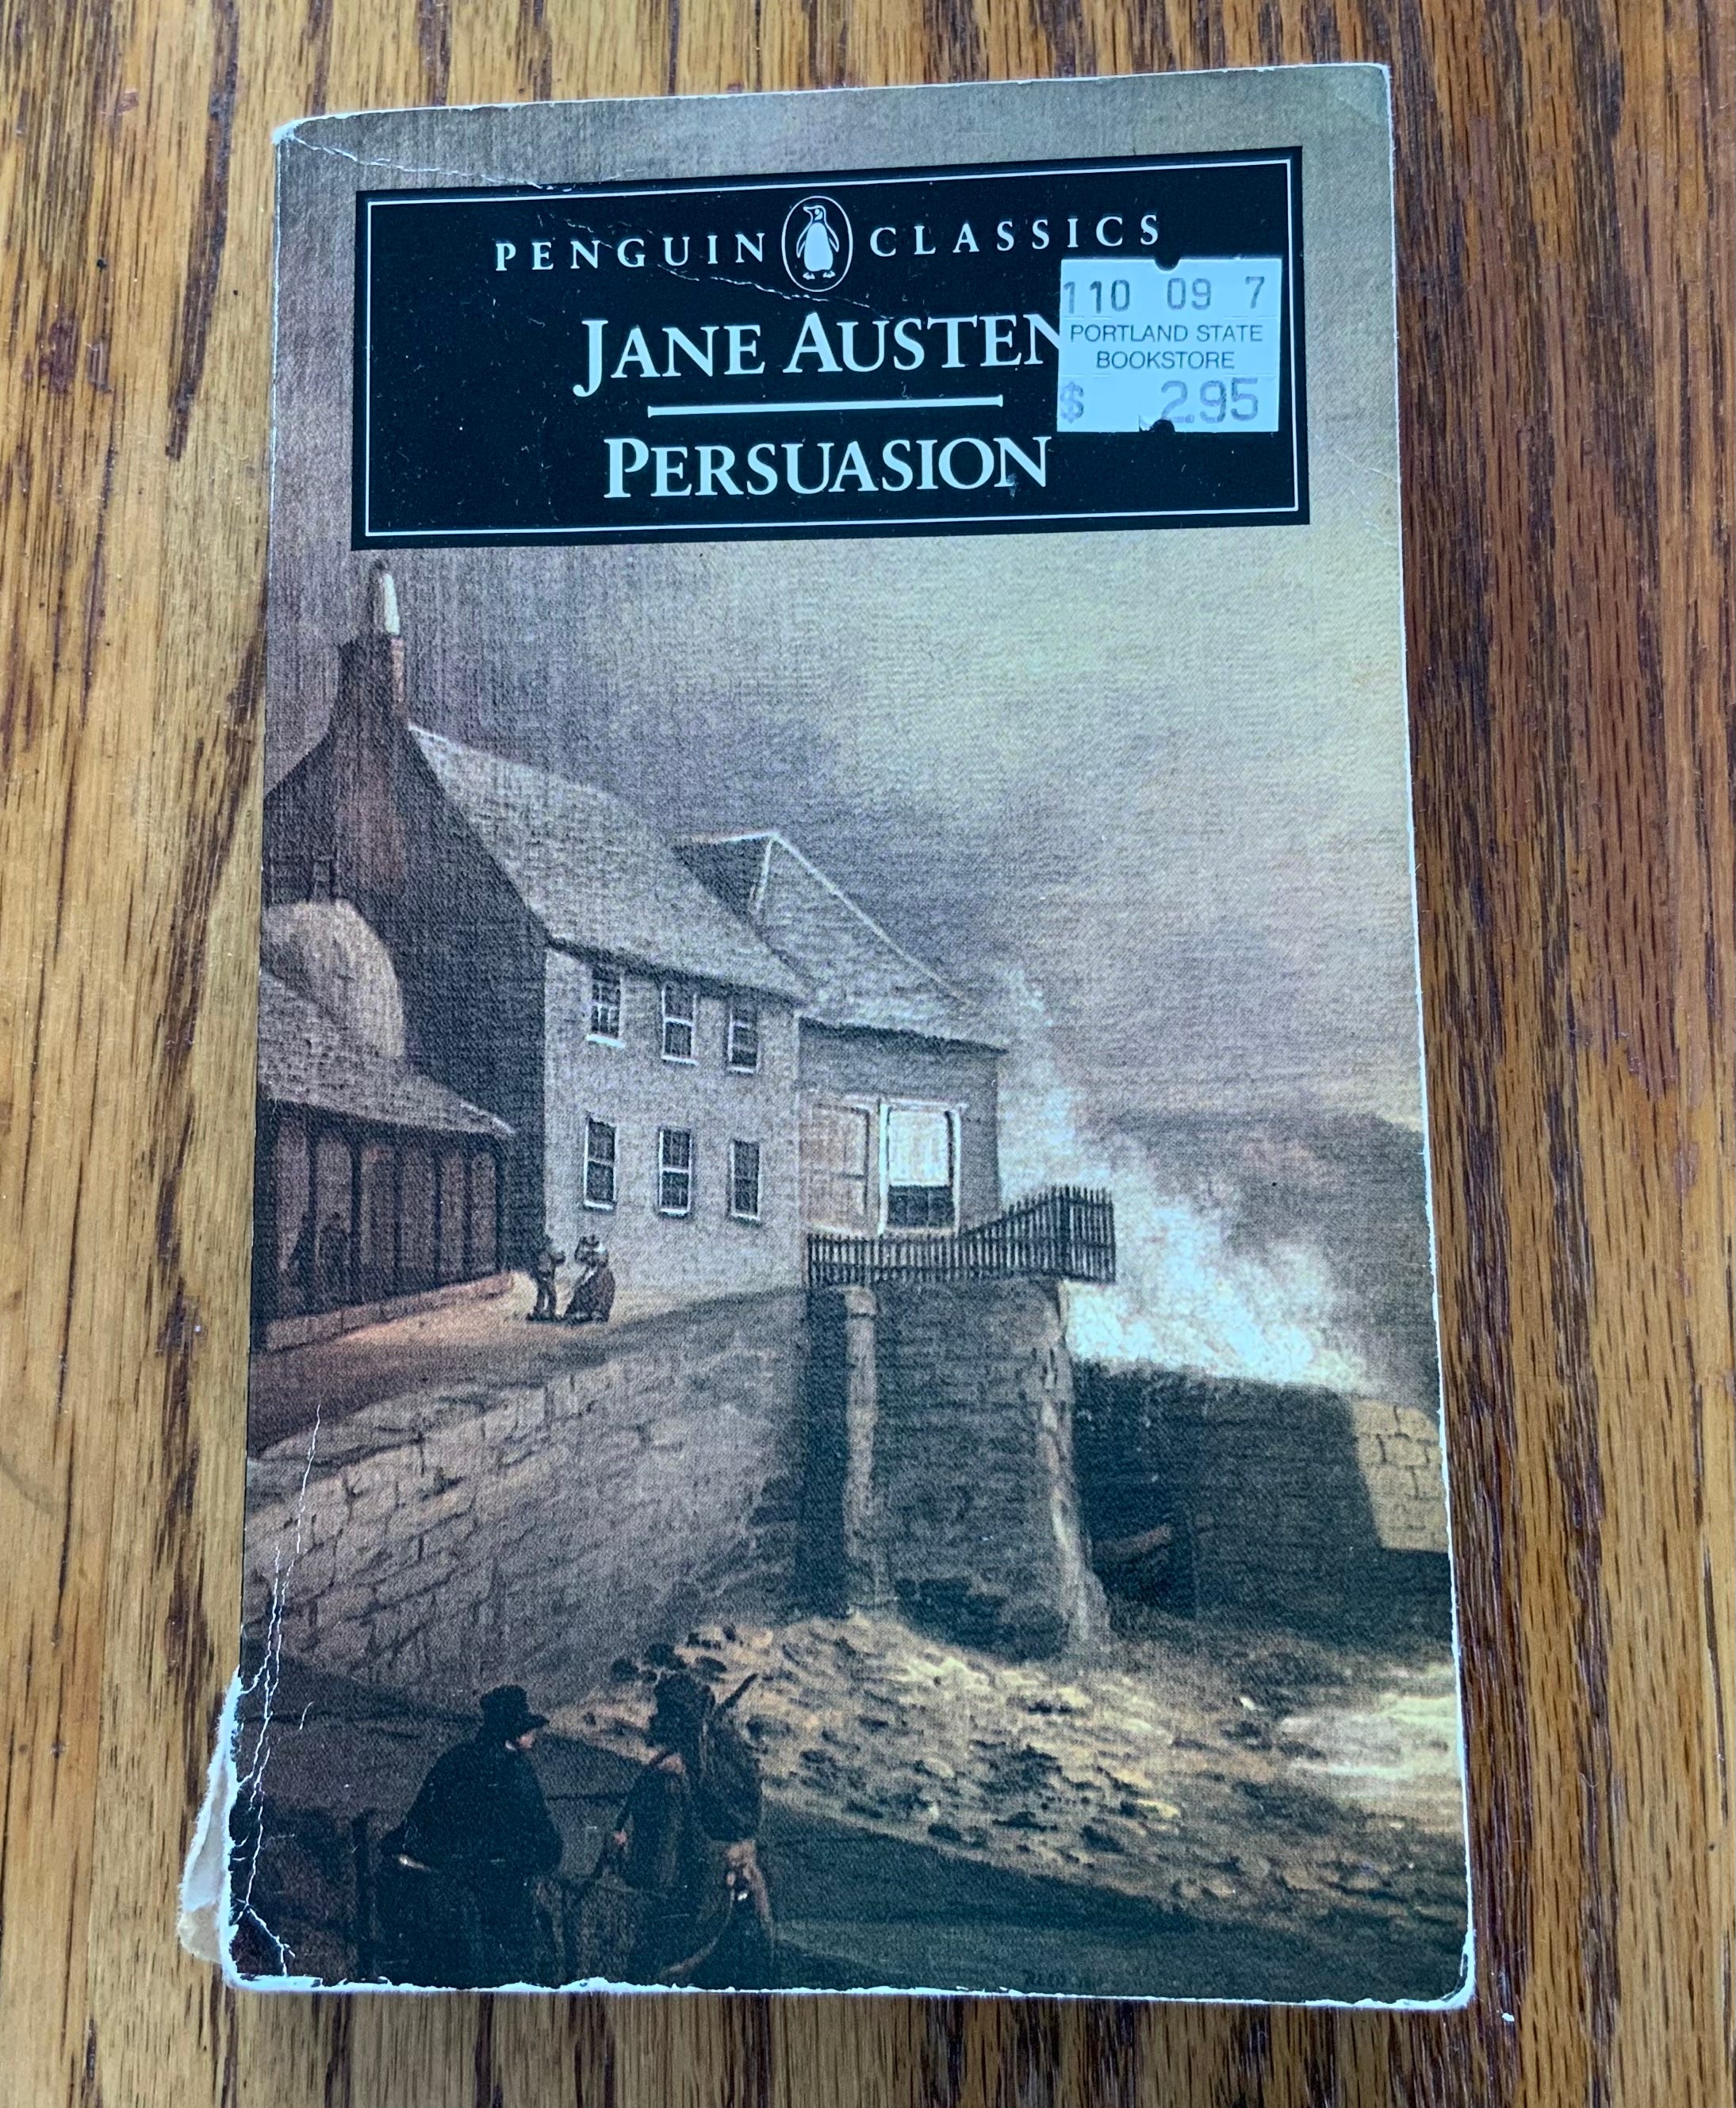 PENGUIN CLASSICS
JANE AUSTEN
PERSUASION
110 09 7
PORTLAND STATE
BOOKSTORE
$ 2.95